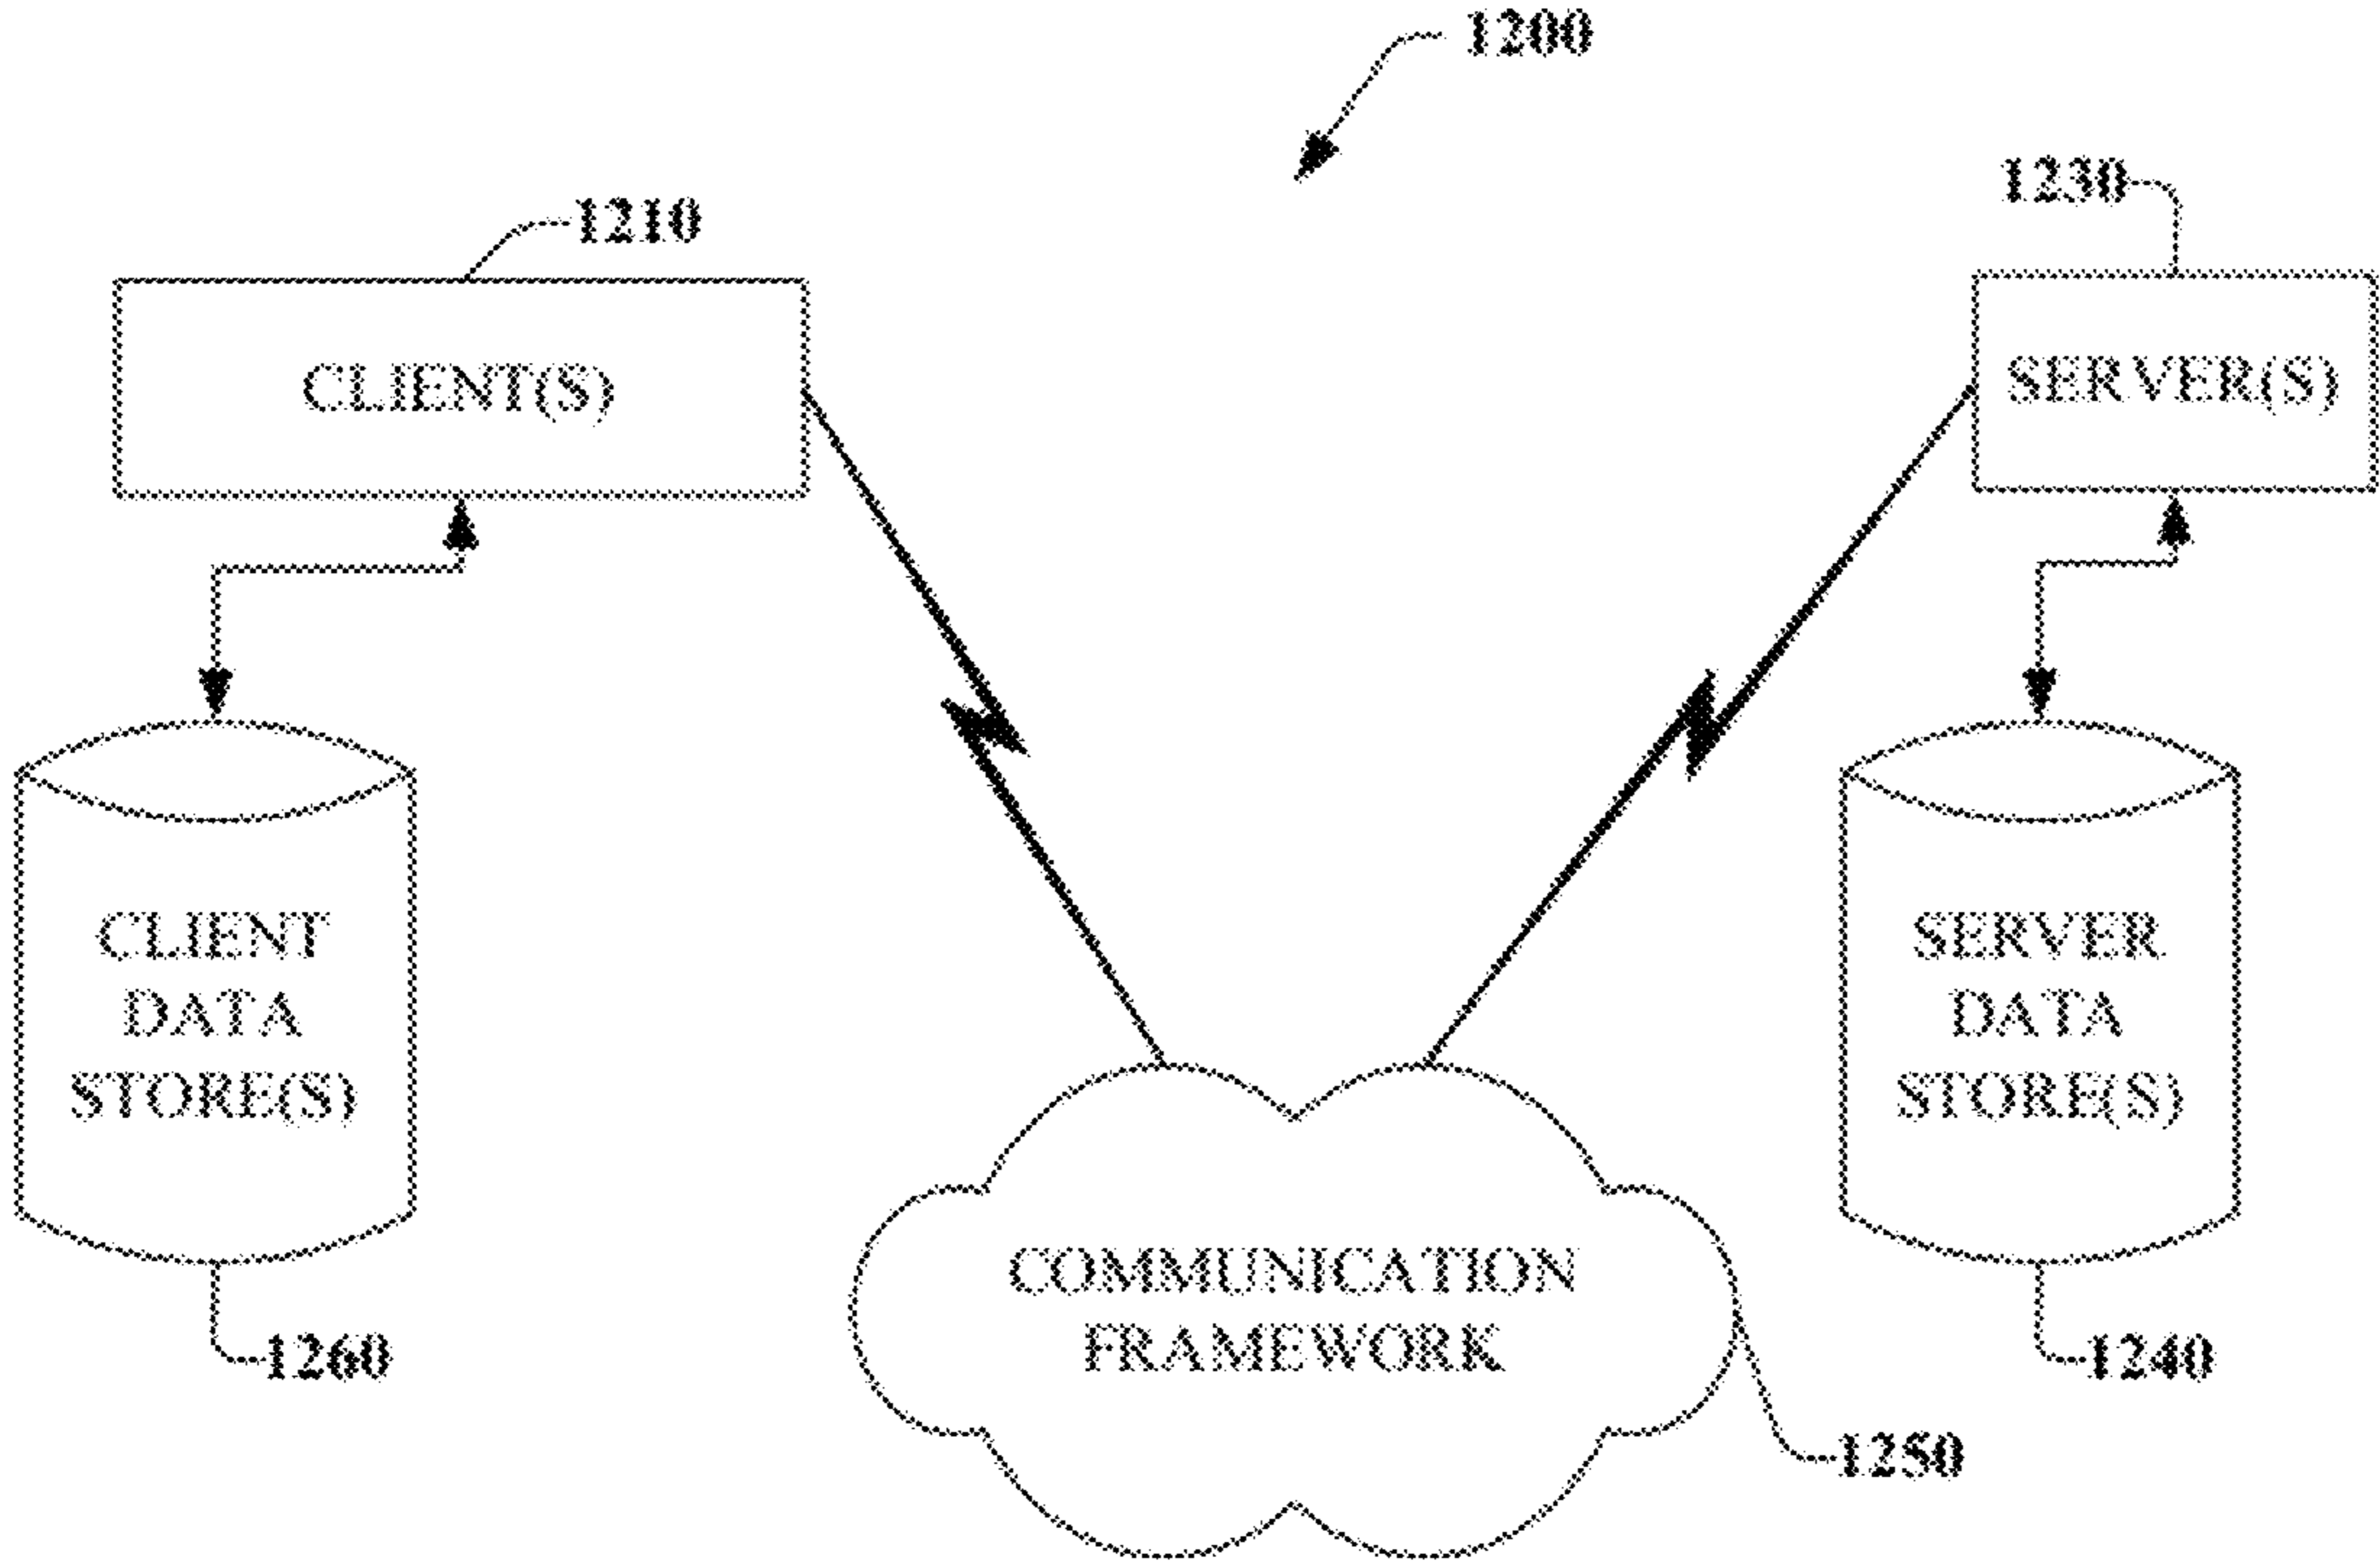 1200
1210
1230
CLIENT(S)
SERVER(S)
CLIENT
DATA
STORE(S)
SERVER
DATA
STORE(S)
COMMUNICATION
FRAMEWORK
1260
1240
1250